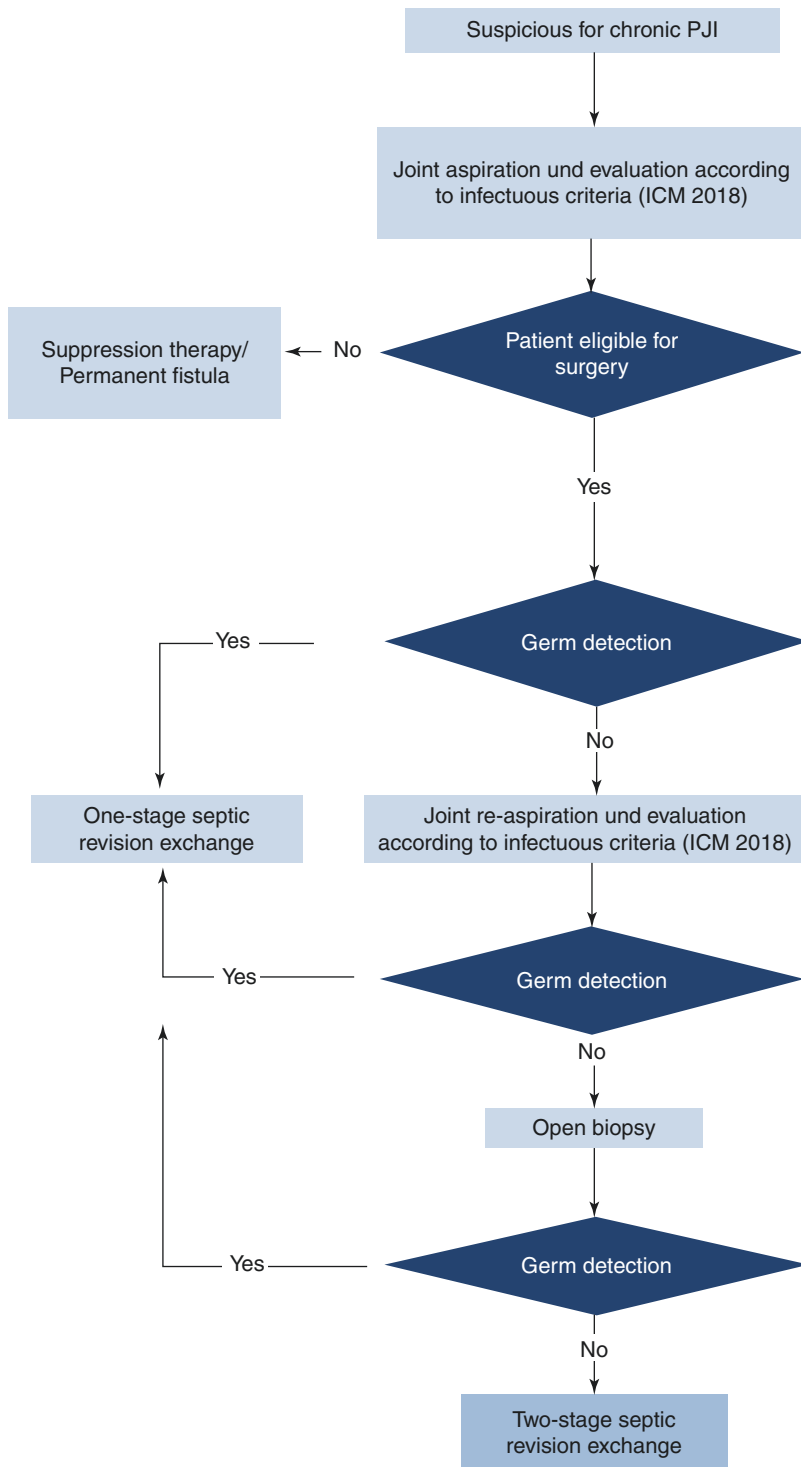 Suspicious for chronic PJI
Joint aspiration und evaluation according
to infectuous criteria (ICM 2018)
Patient eligible for
surgery
No
Suppression therapy/
Permanent fistula
Yes
Germ detection
Yes
No
One-stage septic
revision exchange
Joint re-aspiration und evaluation
according to infectuous criteria (ICM 2018)
Germ detection
Yes
No
Open biopsy
Germ detection
Yes
No
Two-stage septic
revision exchange